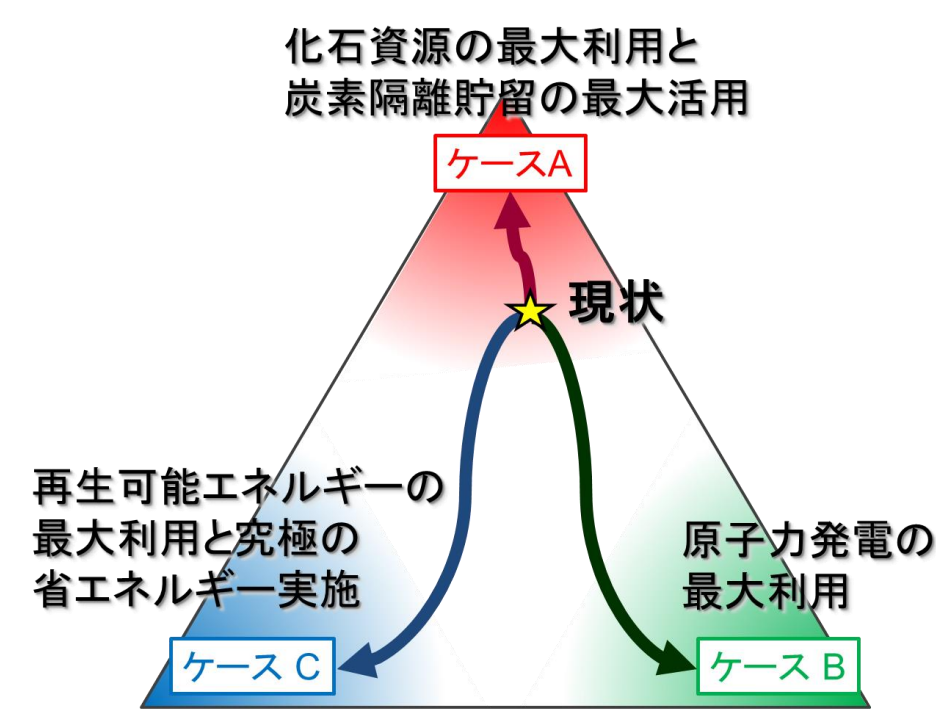 化石資源の最大利用と
炭素隔離貯留の最大活用
ケースA
現状
再生可能エネルギーの
最大利用と究極の
省エネルギー実施
原子力発電の
最大利用
ケース C
ケース B